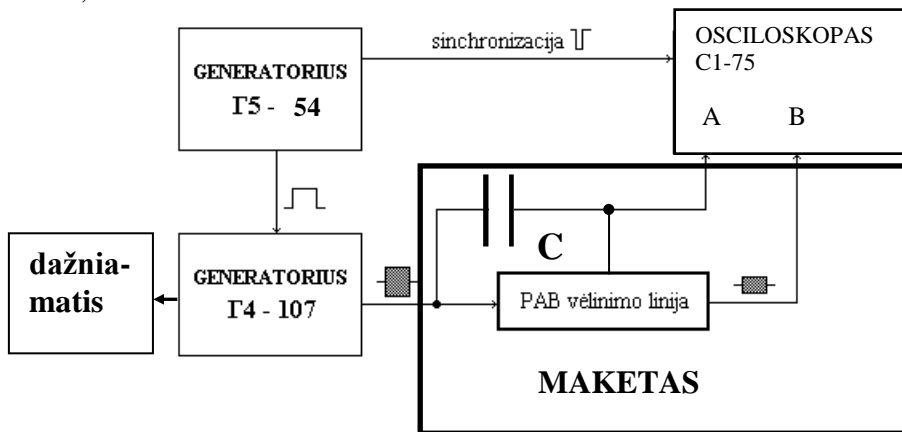 sinchronizacija
OSCILOSKOPAS
C1-75
A B
GENERATORIUS
Г5 - 54
dažnia-
matis
GENERATORIUS
Г4 - 107
C
PAB vėlinimo linija
MAKETAS